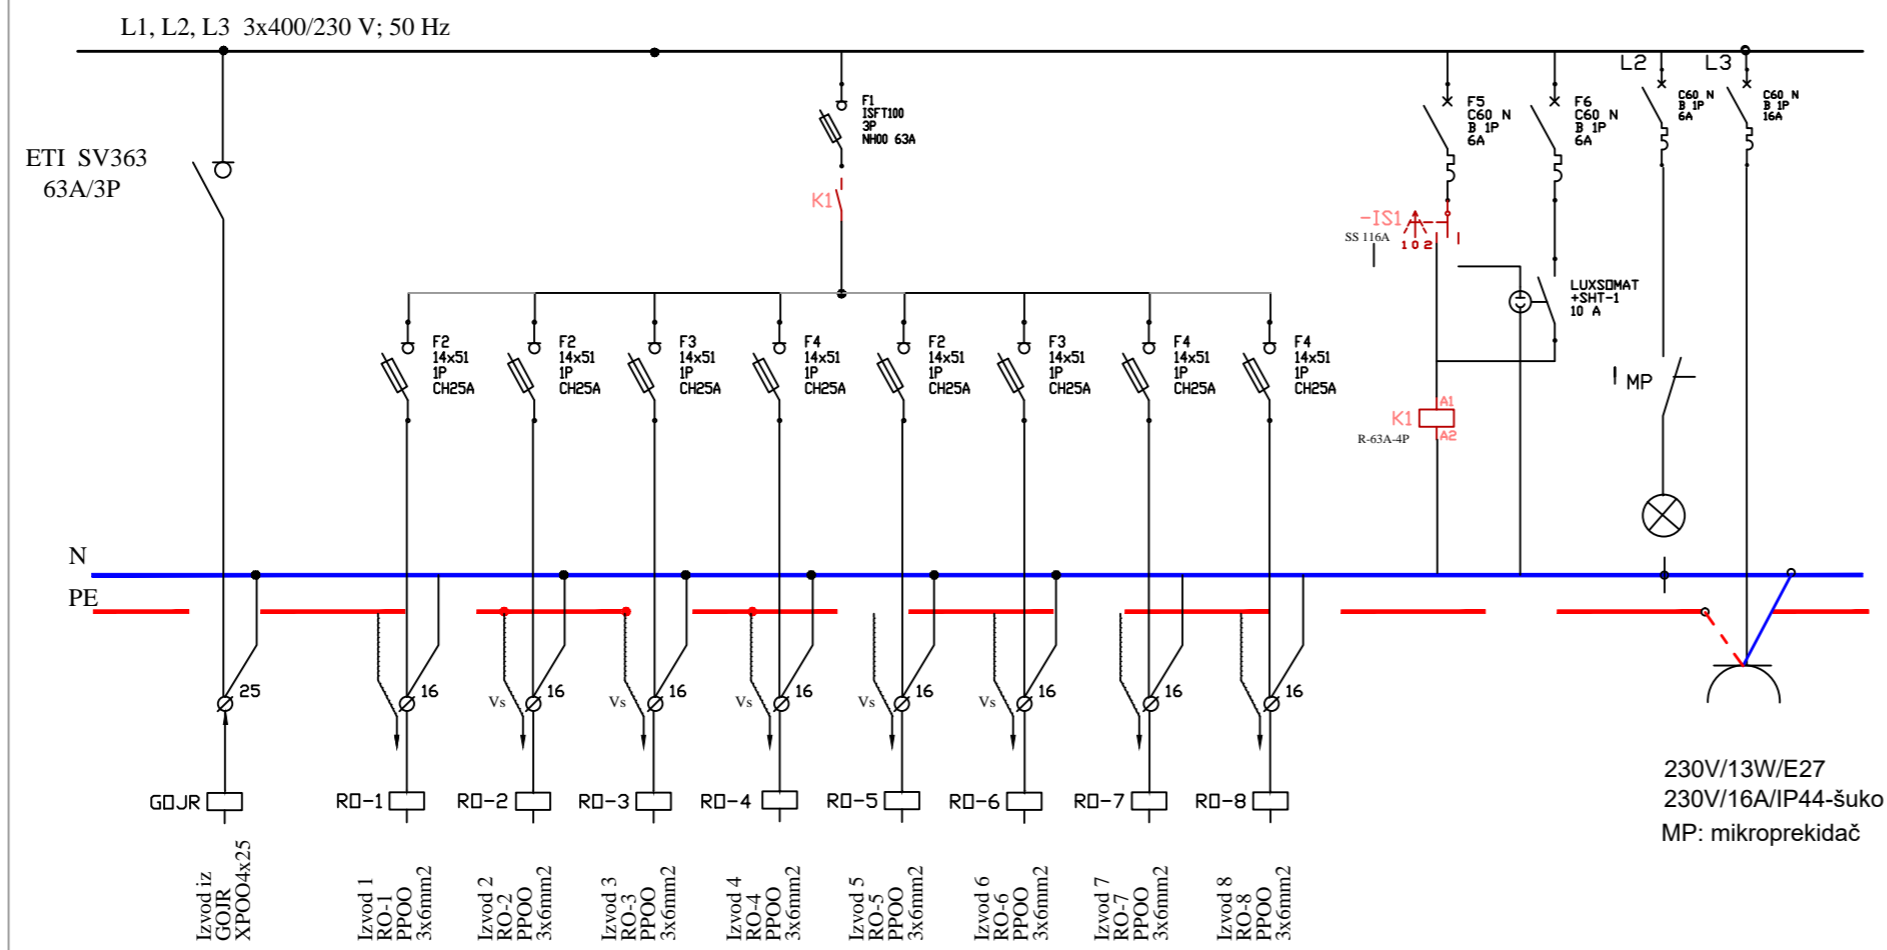 L1, L2, L3 3x400/230 V; 50 Hz
ETI SV363
63A/3P
F1
ISFT100
3P
NH00 63A
K1
F5
C60 N
B 1P
6A
F6
C60 N
B 1P
6A
L2
C60 N
B 1P
6A
L3
C60 N
B 1P
16A
-IS1
SS 116A
1 0 2
LUXSOMAT
+SHT-1
10 A
F2
14x51
1P
CH25A
F2
14x51
1P
CH25A
F3
14x51
1P
CH25A
F4
14x51
1P
CH25A
F2
14x51
1P
CH25A
F3
14x51
1P
CH25A
F4
14x51
1P
CH25A
F4
14x51
1P
CH25A
MP
K1
A1
A2
R-63A-4P
N
PE
25
16
Vs
16
Vs
16
Vs
16
Vs
16
Vs
16
16
16
GOJR
RO-1
RO-2
RO-3
RO-4
RO-5
RO-6
RO-7
RO-8
230V/13W/E27
230V/16A/IP44-šuko
MP: mikroprekidač
Izvod iz
GOJR
XPOO4x25
Izvod 1
RO-1
PPOO
3x6mm2
Izvod 2
RO-2
PPOO
3x6mm2
Izvod 3
RO-3
PPOO
3x6mm2
Izvod 4
RO-4
PPOO
3x6mm2
Izvod 5
RO-5
PPOO
3x6mm2
Izvod 6
RO-6
PPOO
3x6mm2
Izvod 7
RO-7
PPOO
3x6mm2
Izvod 8
RO-8
PPOO
3x6mm2